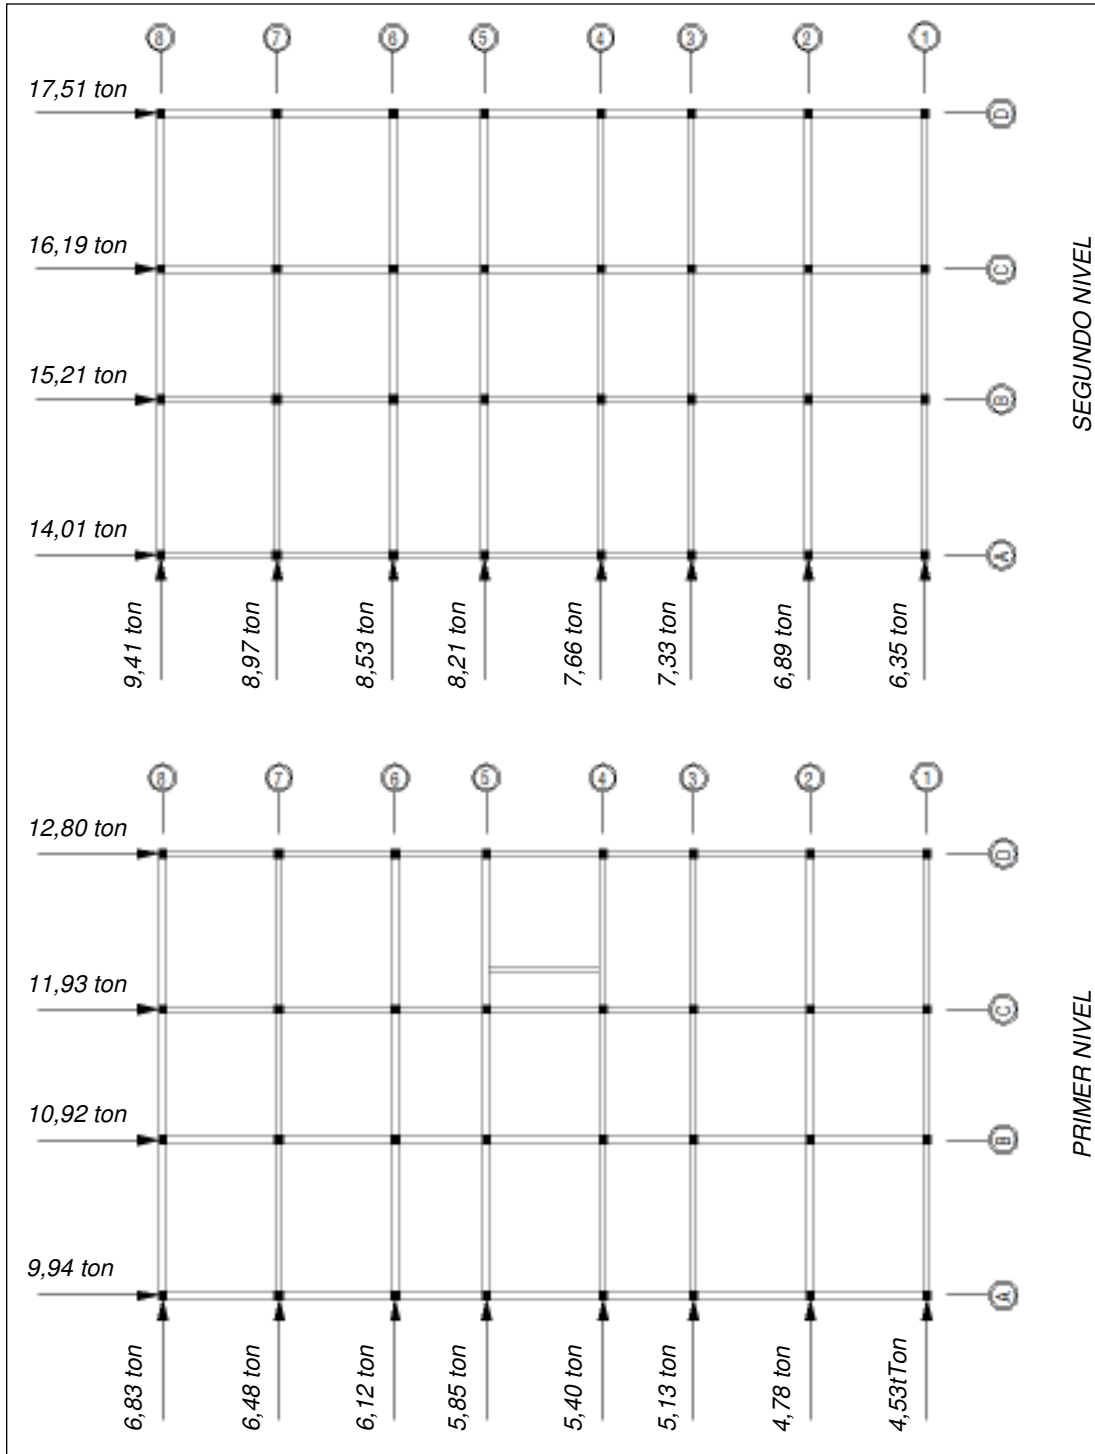 8 7 6 5 4 3 2 1
17,51 ton
D
16,19 ton
C
15,21 ton
B
14,01 ton
A
9,41 ton
8,97 ton
8,53 ton
8,21 ton
7,66 ton
7,33 ton
6,89 ton
6,35 ton
SEGUNDO NIVEL
8 7 6 5 4 3 2 1
12,80 ton
D
11,93 ton
C
10,92 ton
B
9,94 ton
A
6,83 ton
6,48 ton
6,12 ton
5,85 ton
5,40 ton
5,13 ton
4,78 ton
4,53tTon
PRIMER NIVEL